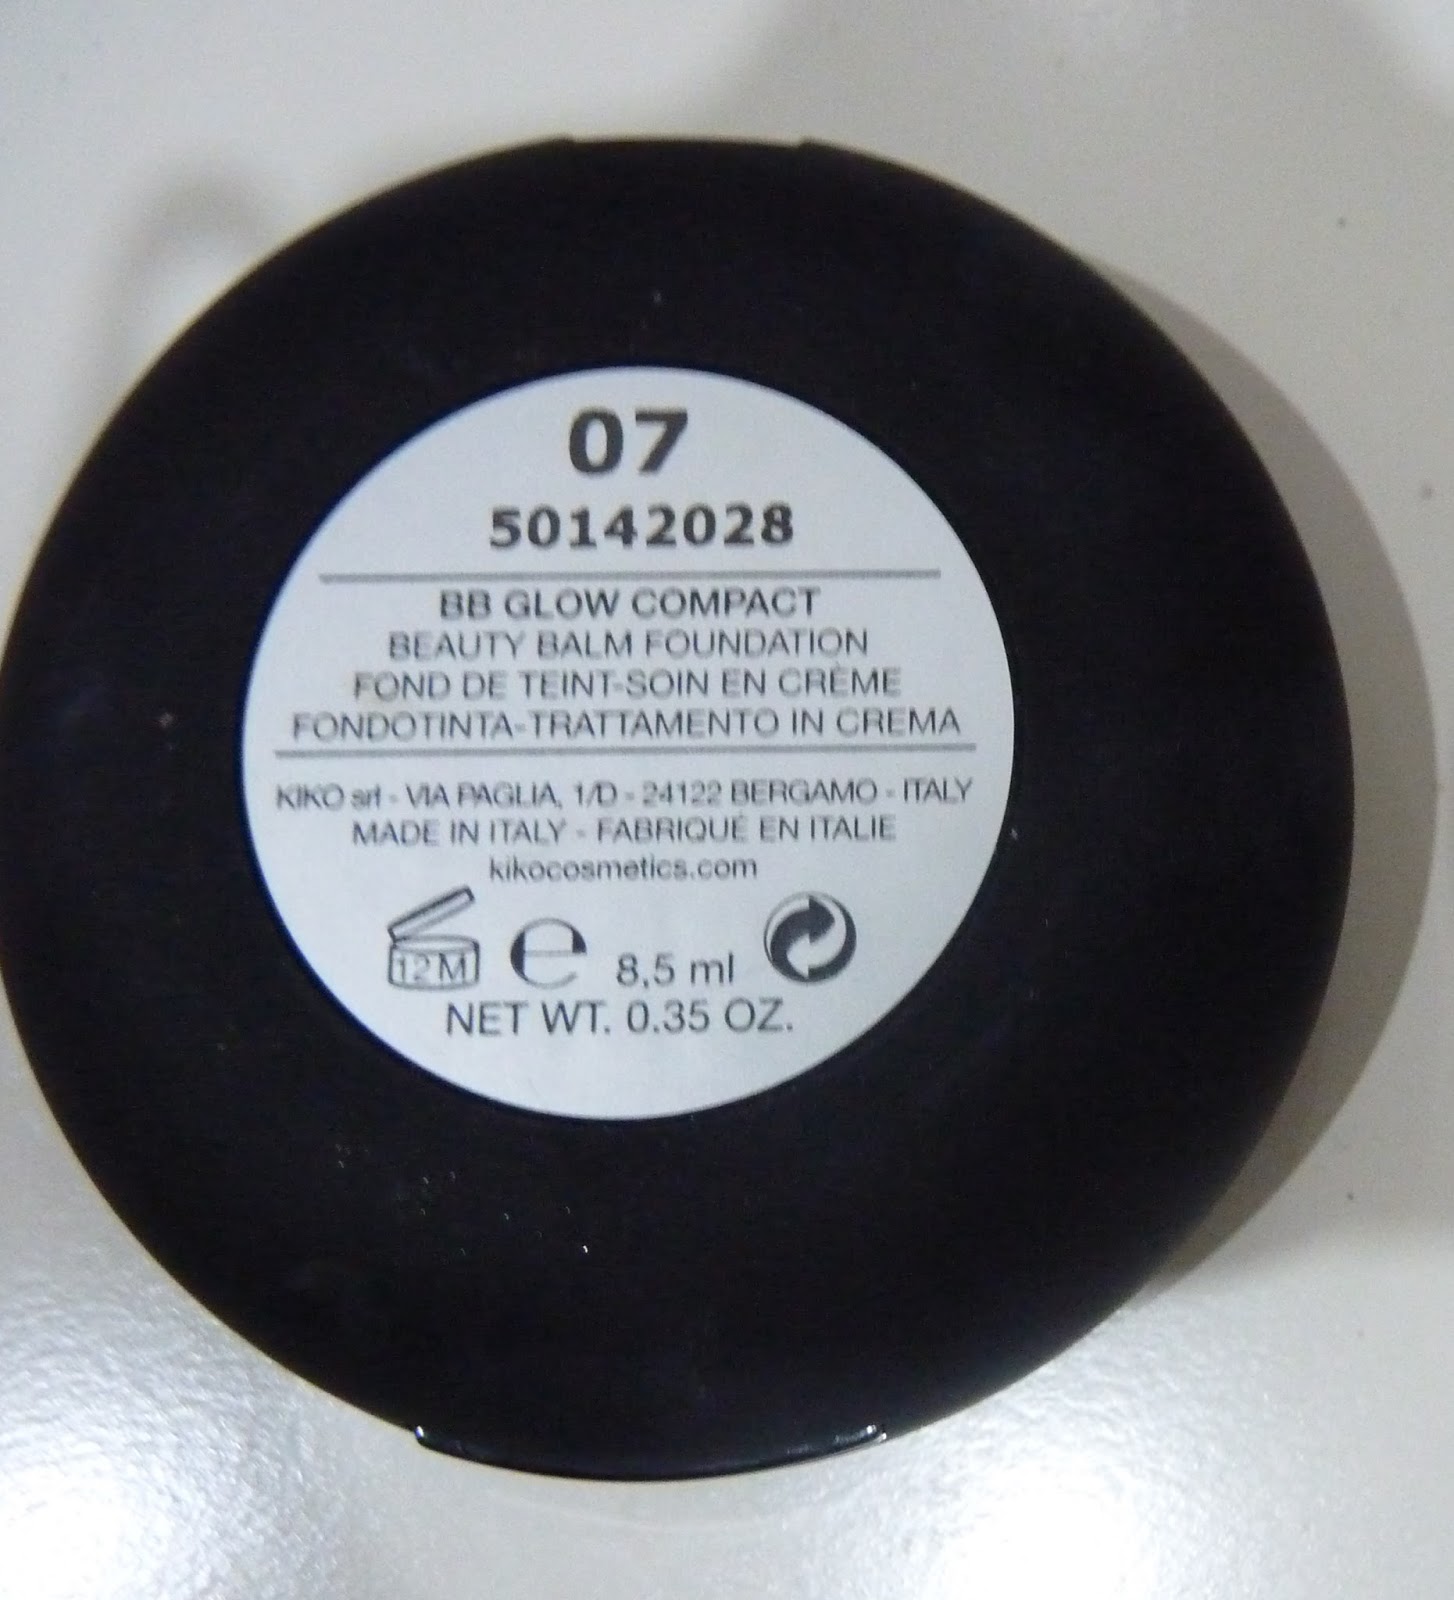 07
50142028
BB GLOW COMPACT
BEAUTY BALM FOUNDATION
FOND DE TEINT-SOIN EN CRÈME
FONDOTINTA-TRATTAMENTO IN CREMA
KIKO srl - VIA PAGLIA, 1/D - 24122 BERGAMO - ITALY
MADE IN ITALY - FABRIQUÉ EN ITALIE
kikocosmetics.com
12M e 8,5 ml
NET WT. 0.35 OZ.